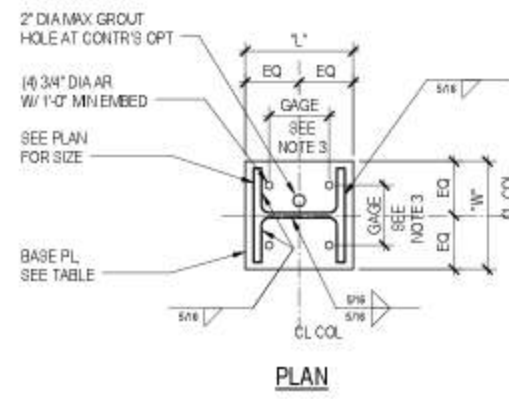 2" DIA MAX GROUT
HOLE AT CONTR'S OPT
(4) 3/4" DIA AR
W/ 1'-0" MIN EMBED
SEE PLAN
FOR SIZE
BASE PL,
SEE TABLE
"L"
EQ
EQ
GAGE
SEE
NOTE 3
5/16
EQ
EQ
GAGE
SEE
NOTE 3
"W"
CL COL
5/16
5/16
5/16
CL COL
PLAN